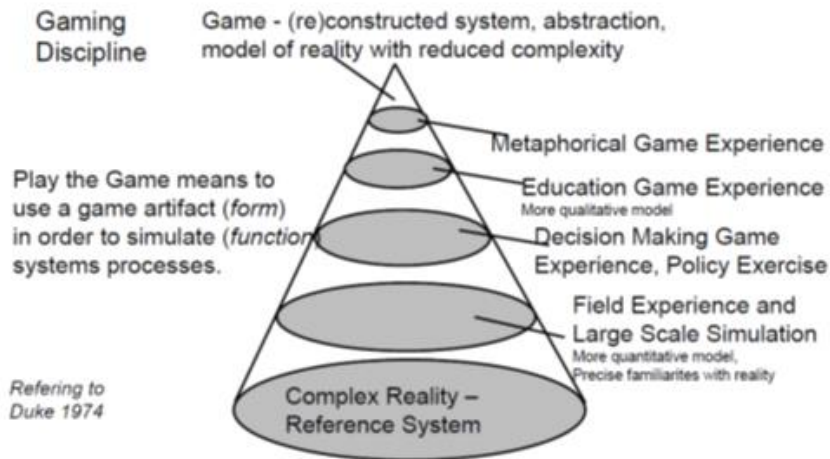 Gaming
Discipline
Game - (re)constructed system, abstraction,
model of reality with reduced complexity
Metaphorical Game Experience
Play the Game means to
use a game artifact (form)
in order to simulate (function)
systems processes.
Education Game Experience
More qualitative model
Decision Making Game
Experience, Policy Exercise
Field Experience and
Large Scale Simulation
More quantitative model,
Precise familiarites with reality
Refering to
Duke 1974
Complex Reality –
Reference System